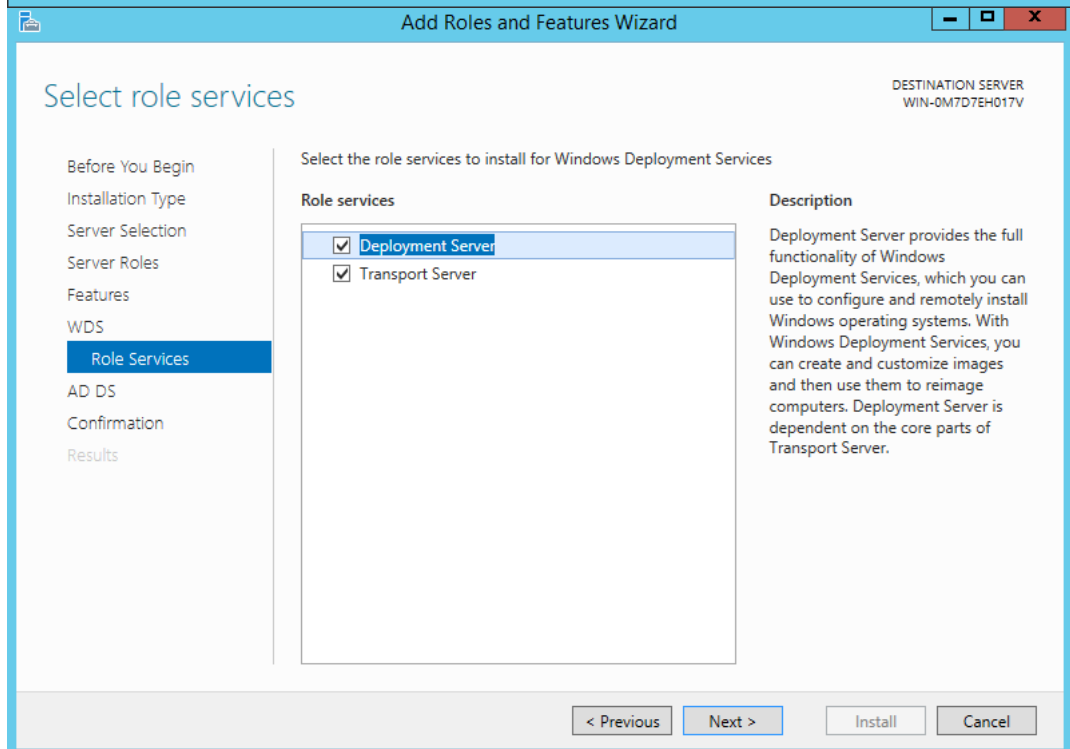 Add Roles and Features Wizard
X
Select role services
DESTINATION SERVER
WIN-0M7D7EH017V
Before You Begin
Installation Type
Server Selection
Server Roles
Features
WDS
Role Services
AD DS
Confirmation
Results
Select the role services to install for Windows Deployment Services
Role services
Deployment Server
Transport Server
Description
Deployment Server provides the full
functionality of Windows
Deployment Services, which you can
use to configure and remotely install
Windows operating systems. With
Windows Deployment Services, you
can create and customize images
and then use them to reimage
computers. Deployment Server is
dependent on the core parts of
Transport Server.
< Previous
Next >
Install
Cancel